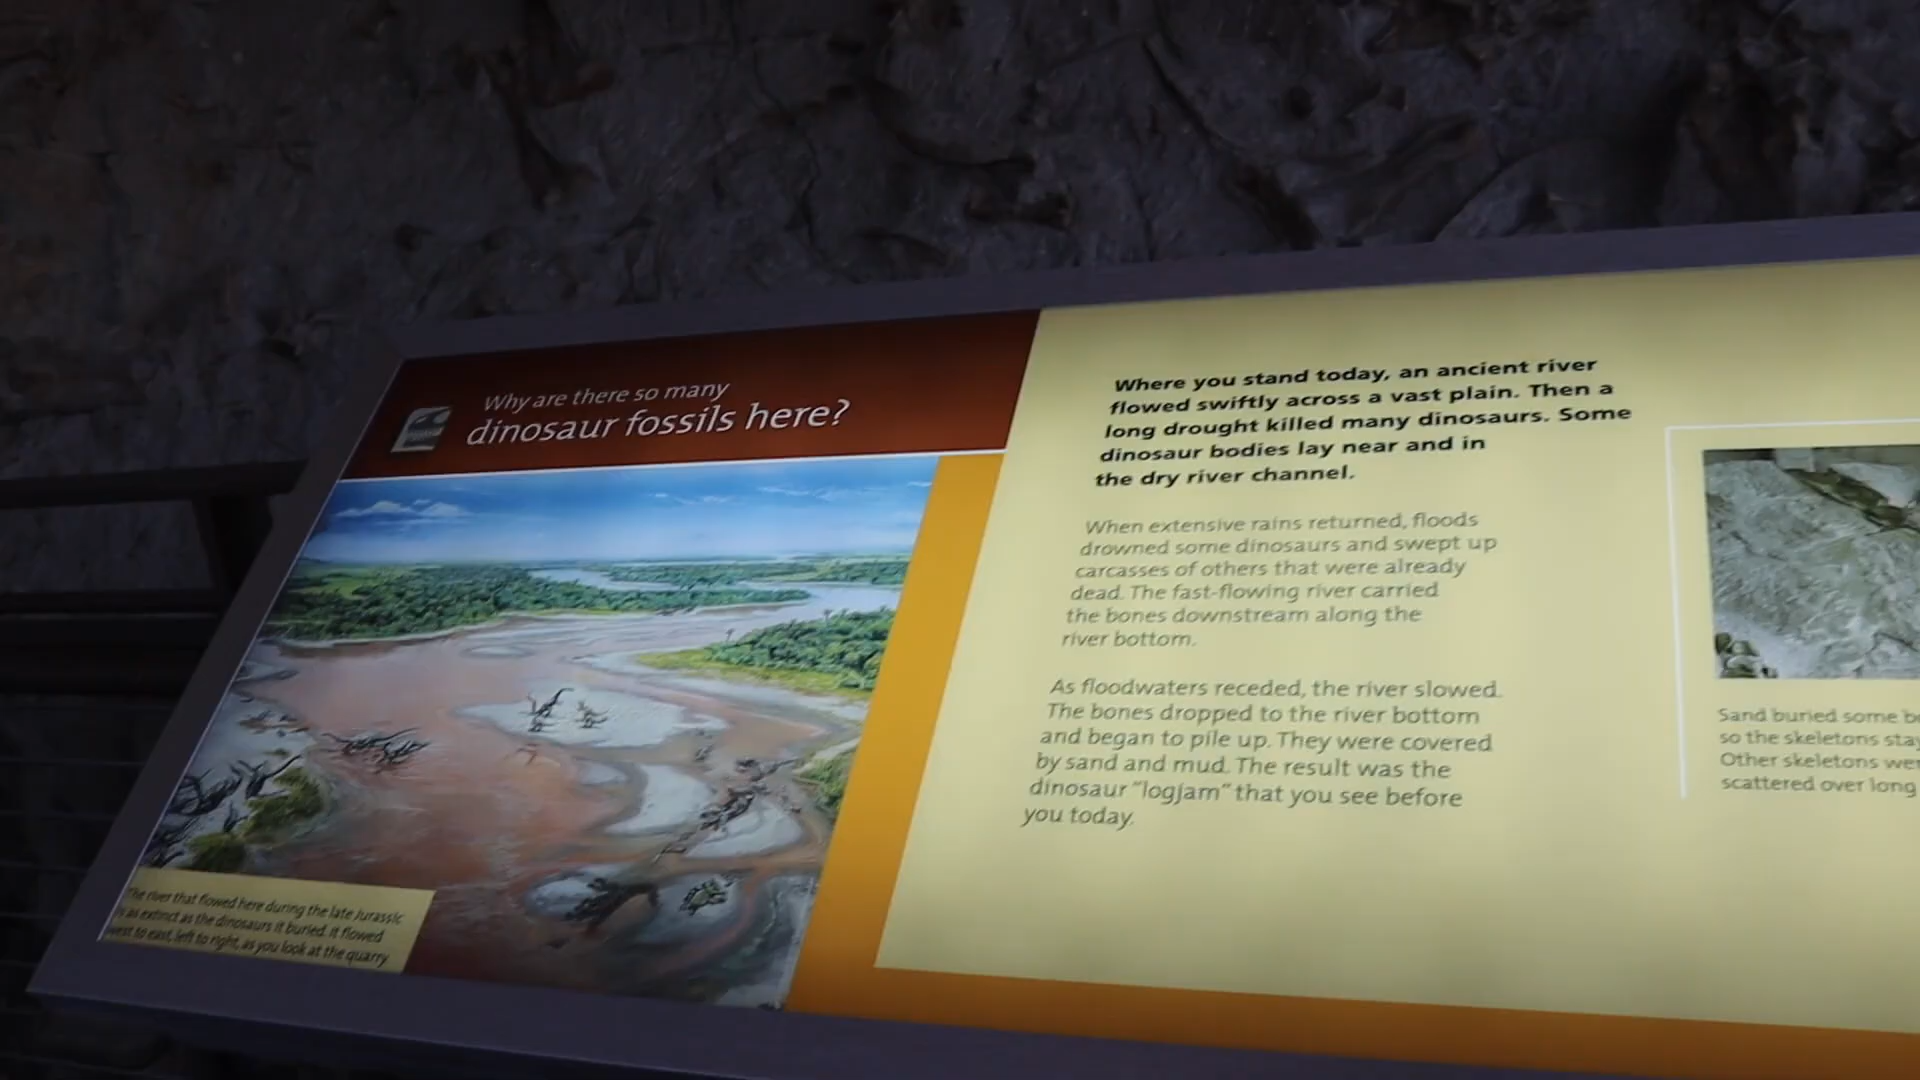 Why are there so many
dinosaur fossils here?
The river that flowed here during the late Jurassic
is as extinct as the dinosaurs it buried. It flowed
west to east, left to right, as you look at the quarry
Where you stand today, an ancient river
flowed swiftly across a vast plain. Then a
long drought killed many dinosaurs. Some
dinosaur bodies lay near and in
the dry river channel.
When extensive rains returned, floods
drowned some dinosaurs and swept up
carcasses of others that were already
dead. The fast-flowing river carried
the bones downstream along the
river bottom.
As floodwaters receded, the river slowed.
The bones dropped to the river bottom
and began to pile up. They were covered
by sand and mud. The result was the
dinosaur “logjam” that you see before
you today.
Sand buried some
so the skeletons
Other skeletons
scattered over long